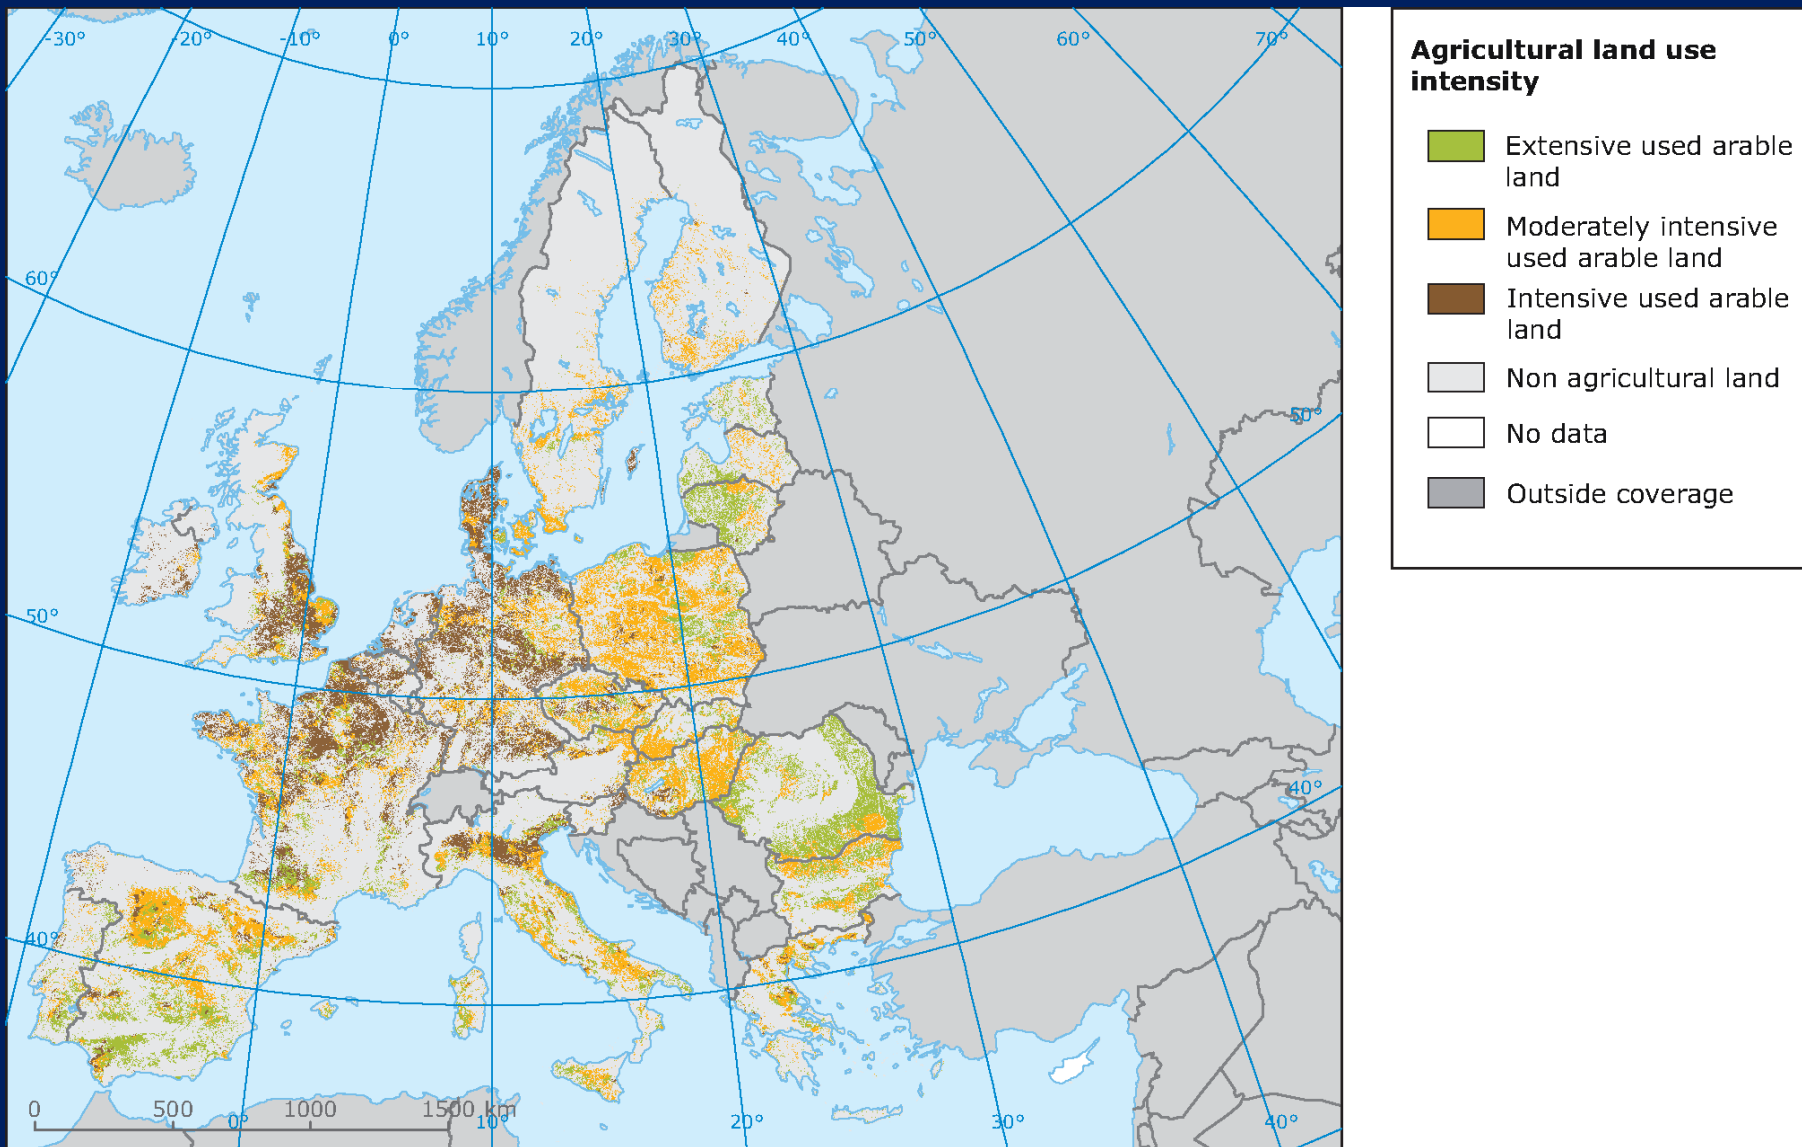 -30°
-20°
-10°
0°
10°
20°
30°
40°
50°
60°
70°
60°
50°
50°
40°
40°
0 500 1000 1500 km
0°
10°
20°
30°
40°
Agricultural land use
intensity
Extensive used arable
land
Moderately intensive
used arable land
Intensive used arable
land
Non agricultural land
No data
Outside coverage